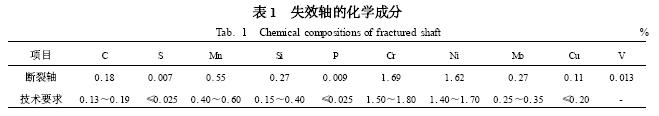 表 1 失效轴的化学成分
Tab. 1 Chemical compositions of fractured shaft %
项目 C S Mn Si P Cr Ni Mo Cu V
断裂轴 0.18 0.007 0.55 0.27 0.009 1.69 1.62 0.27 0.11 0.013
技术要求 0.13~0.19 ≤0.025 0.40~0.60 0.15~0.40 ≤0.025 1.50~1.80 1.40~1.70 0.25~0.35 ≤0.20 -